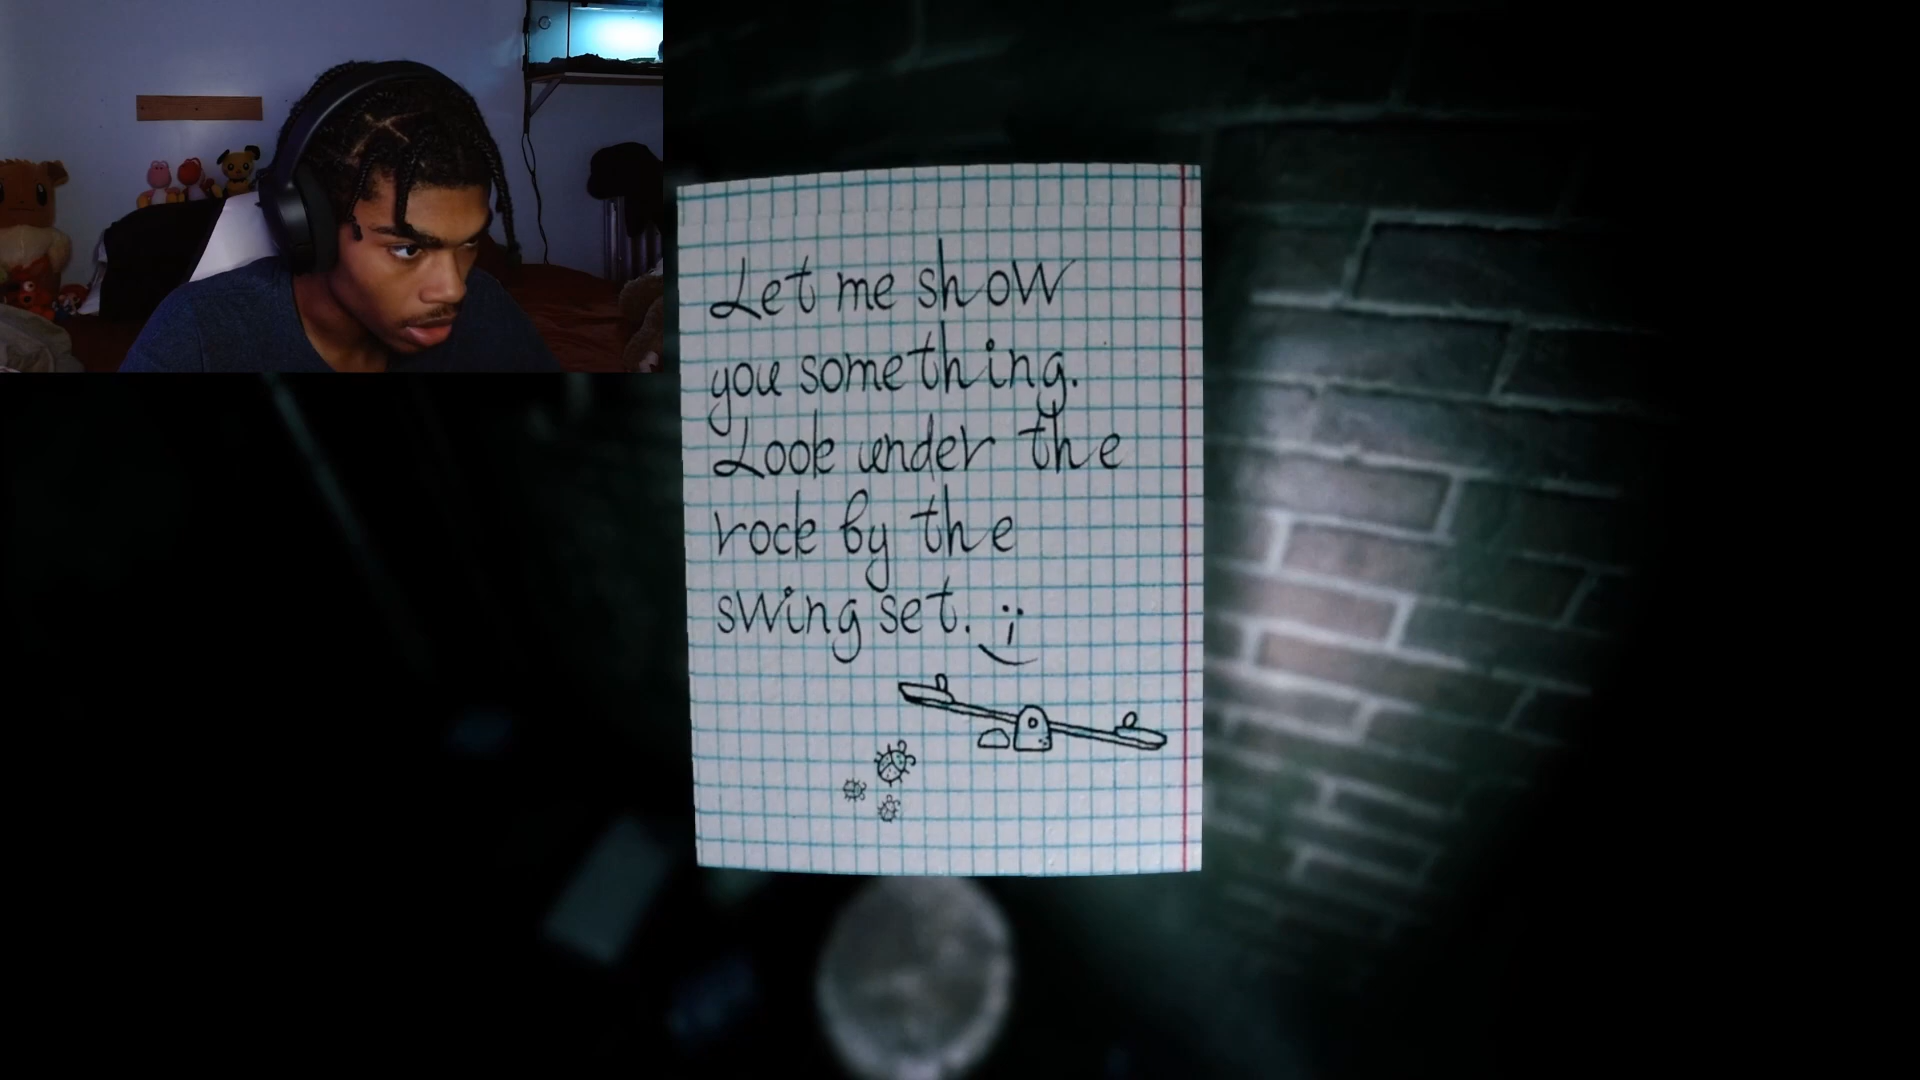 Let me show
you something.
Look under the
rock by the
swing set. :)